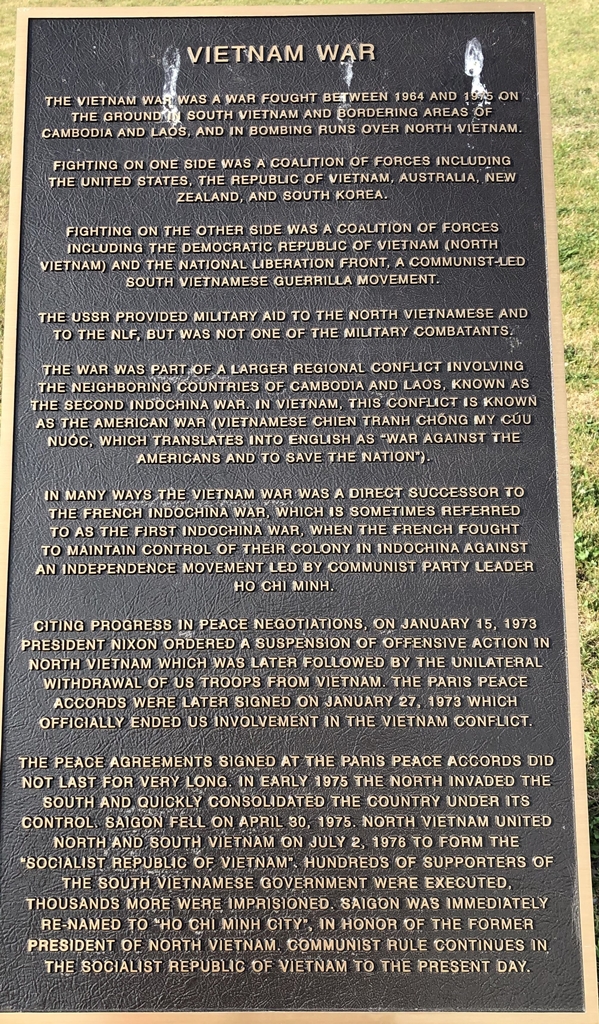 VIETNAM WAR
THE VIETNAM WAR WAS A WAR FOUGHT BETWEEN 1964 AND 1975 ON
THE GROUND IN SOUTH VIETNAM AND BORDERING AREAS OF
CAMBODIA AND LAOS, AND IN BOMBING RUNS OVER NORTH VIETNAM.
FIGHTING ON ONE SIDE WAS A COALITION OF FORCES INCLUDING
THE UNITED STATES, THE REPUBLIC OF VIETNAM, AUSTRALIA, NEW
ZEALAND, AND SOUTH KOREA.
FIGHTING ON THE OTHER SIDE WAS A COALITION OF FORCES
INCLUDING THE DEMOCRATIC REPUBLIC OF VIETNAM (NORTH
VIETNAM) AND THE NATIONAL LIBERATION FRONT, A COMMUNIST-LED
SOUTH VIETNAMESE GUERRILLA MOVEMENT.
THE USSR PROVIDED MILITARY AID TO THE NORTH VIETNAMESE AND
TO THE NLF, BUT WAS NOT ONE OF THE MILITARY COMBATANTS.
THE WAR WAS PART OF A LARGER REGIONAL CONFLICT INVOLVING
THE NEIGHBORING COUNTRIES OF CAMBODIA AND LAOS, KNOWN AS
THE SECOND INDOCHINA WAR. IN VIETNAM, THIS CONFLICT IS KNOWN
AS THE AMERICAN WAR (VIETNAMESE CHIEN TRANH CHỐNG MY CỨU
NUỚC, WHICH TRANSLATES INTO ENGLISH AS "WAR AGAINST THE
AMERICANS AND TO SAVE THE NATION").
IN MANY WAYS THE VIETNAM WAR WAS A DIRECT SUCCESSOR TO
THE FRENCH INDOCHINA WAR, WHICH IS SOMETIMES REFERRED
TO AS THE FIRST INDOCHINA WAR, WHEN THE FRENCH FOUGHT
TO MAINTAIN CONTROL OF THEIR COLONY IN INDOCHINA AGAINST
AN INDEPENDENCE MOVEMENT LED BY COMMUNIST PARTY LEADER
HO CHI MINH.
CITING PROGRESS IN PEACE NEGOTIATIONS, ON JANUARY 15, 1973
PRESIDENT NIXON ORDERED A SUSPENSION OF OFFENSIVE ACTION IN
NORTH VIETNAM WHICH WAS LATER FOLLOWED BY THE UNILATERAL
WITHDRAWAL OF US TROOPS FROM VIETNAM. THE PARIS PEACE
ACCORDS WERE LATER SIGNED ON JANUARY 27, 1973 WHICH
OFFICIALLY ENDED US INVOLVEMENT IN THE VIETNAM CONFLICT.
THE PEACE AGREEMENTS SIGNED AT THE PARIS PEACE ACCORDS DID
NOT LAST FOR VERY LONG. IN EARLY 1975 THE NORTH INVADED THE
SOUTH AND QUICKLY CONSOLIDATED THE COUNTRY UNDER ITS
CONTROL. SAIGON FELL ON APRIL 30, 1975. NORTH VIETNAM UNITED
NORTH AND SOUTH VIETNAM ON JULY 2, 1976 TO FORM THE
"SOCIALIST REPUBLIC OF VIETNAM". HUNDREDS OF SUPPORTERS OF
THE SOUTH VIETNAMESE GOVERNMENT WERE EXECUTED,
THOUSANDS MORE WERE IMPRISIONED. SAIGON WAS IMMEDIATELY
RE-NAMED TO "HO CHI MINH CITY", IN HONOR OF THE FORMER
PRESIDENT OF NORTH VIETNAM. COMMUNIST RULE CONTINUES IN
THE SOCIALIST REPUBLIC OF VIETNAM TO THE PRESENT DAY.